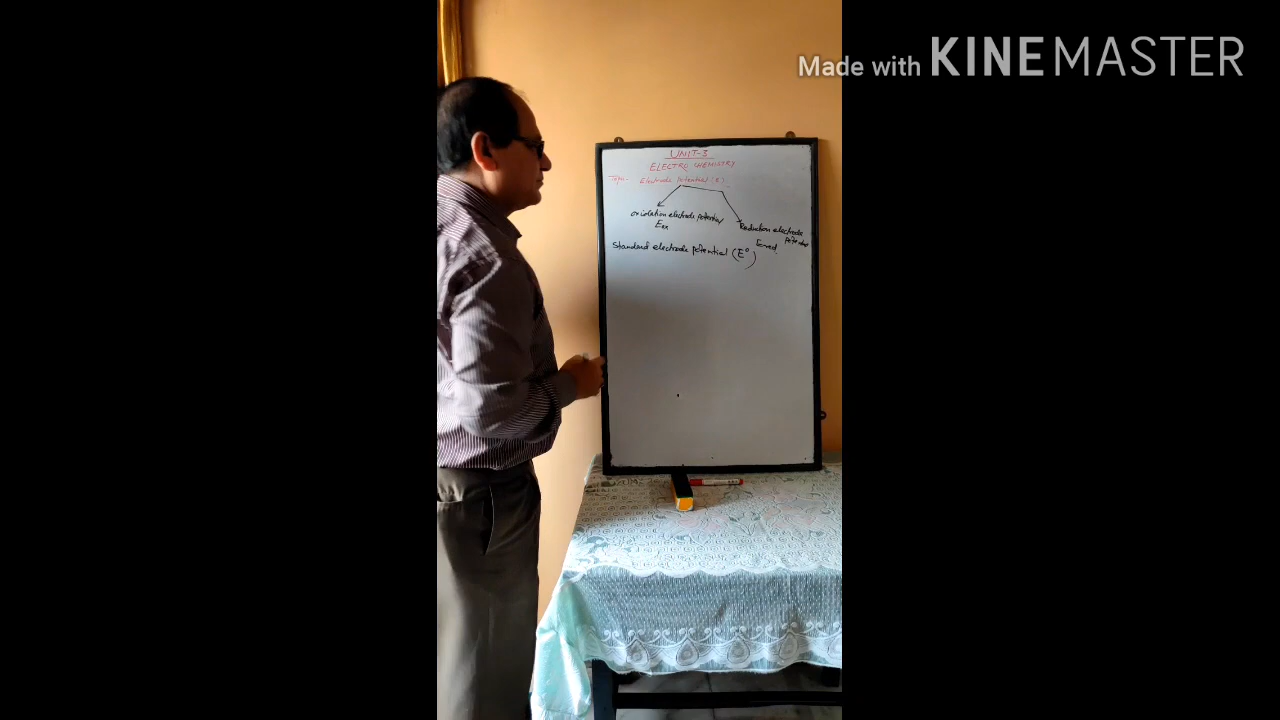 Made with KINEMASTER
UNIT-3
ELECTRO CHEMISTRY
Topic- Electrode potential (E)
oxidation electrode potential
Eox
Reduction electrode
potential
Ered
Standard electrode potential (E°)